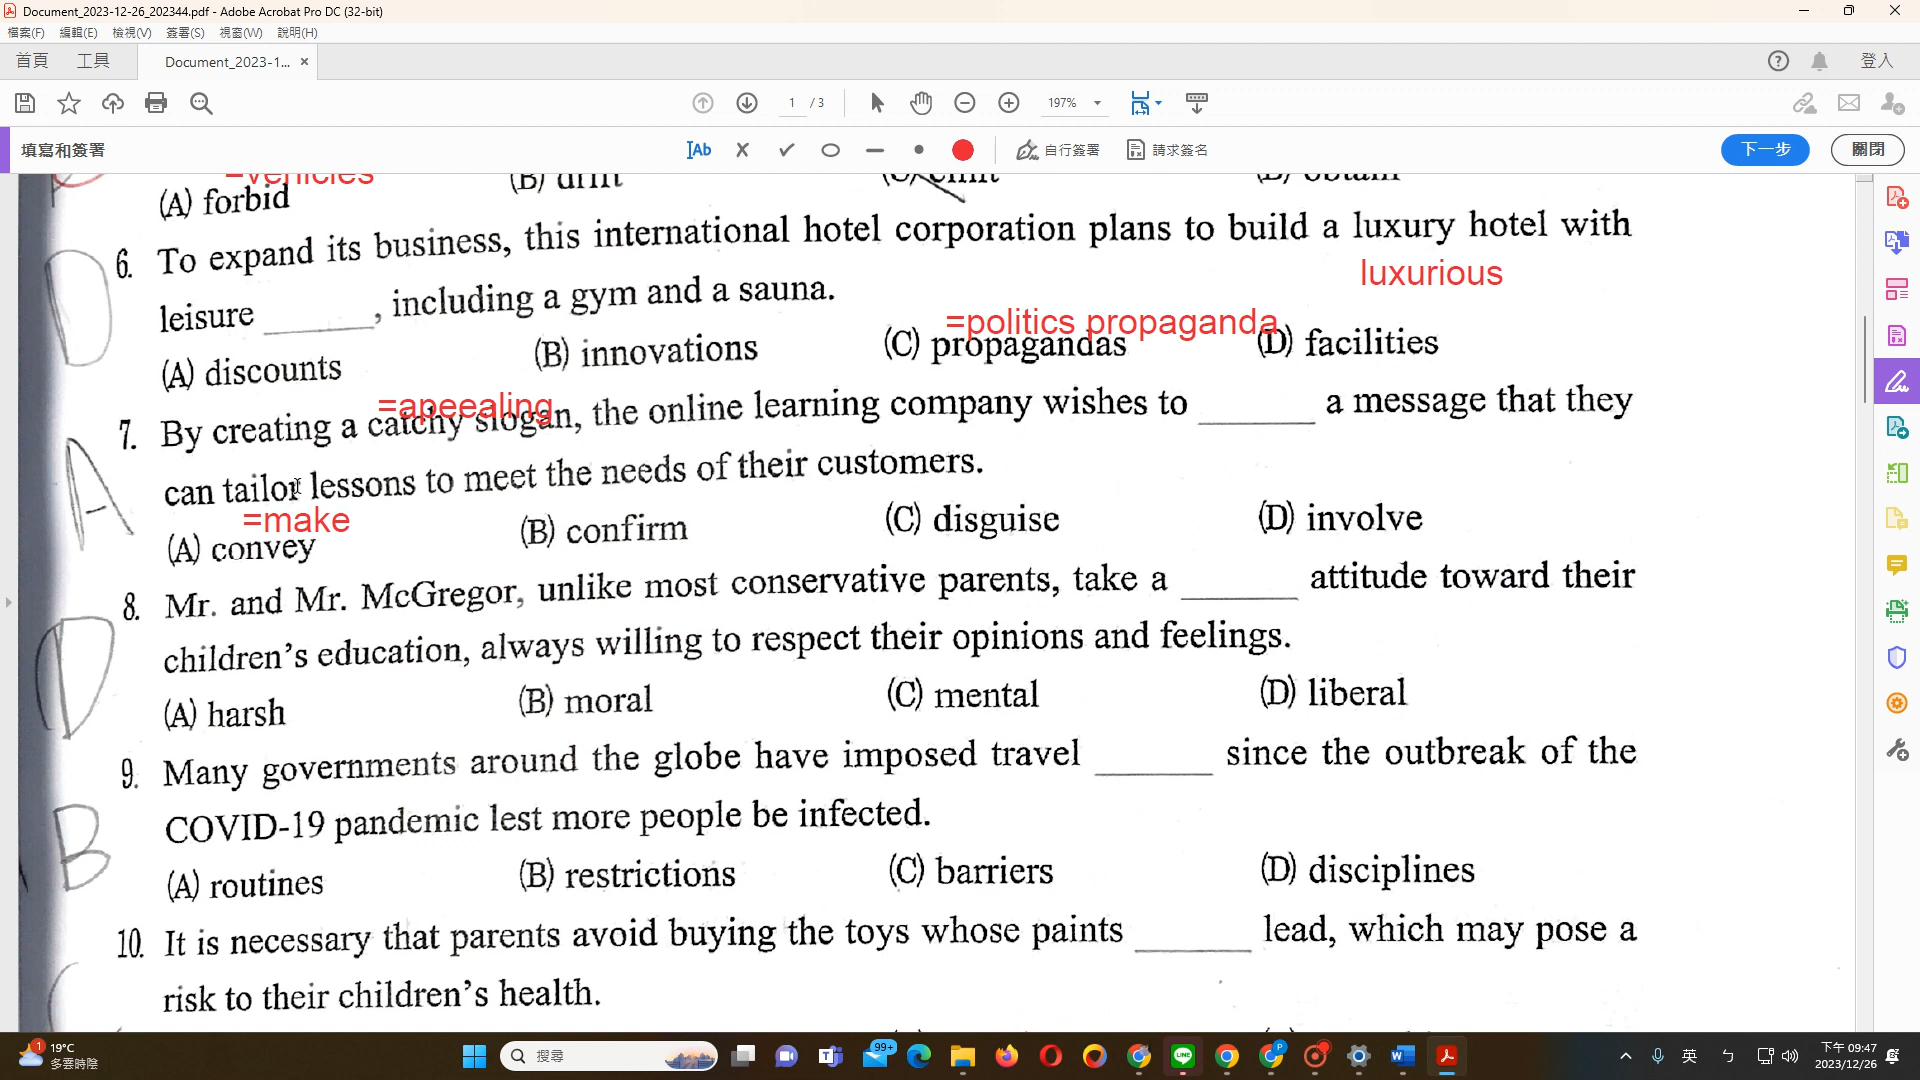 Document_2023-12-26_202344.pdf - Adobe Acrobat Pro DC (32-bit)
檔案(F) 編輯(E) 檢視(V) 簽署(S) 視窗(W) 說明(H)
首頁 工具 Document_2023-1... × 登入
1 / 3 197%
填寫和簽署 Ab 自行簽署 請求簽名 下一步 關閉
=vehicles
(A) forbid (B) drift (C) emit (D) obtain
6. To expand its business, this international hotel corporation plans to build a luxury hotel with
luxurious
leisure ______, including a gym and a sauna.
=politics propaganda
(A) discounts (B) innovations (C) propagandas (D) facilities
=apeealing
7. By creating a catchy slogan, the online learning company wishes to ______ a message that they
can tailor lessons to meet the needs of their customers.
=make
(A) convey (B) confirm (C) disguise (D) involve
8. Mr. and Mr. McGregor, unlike most conservative parents, take a ______ attitude toward their
children's education, always willing to respect their opinions and feelings.
(A) harsh (B) moral (C) mental (D) liberal
9. Many governments around the globe have imposed travel ______ since the outbreak of the
COVID-19 pandemic lest more people be infected.
(A) routines (B) restrictions (C) barriers (D) disciplines
10. It is necessary that parents avoid buying the toys whose paints ______ lead, which may pose a
risk to their children's health.
D
A
D
B
1 19°C
多雲時陰
搜尋
99+
英 ㄅ
下午 09:47
2023/12/26